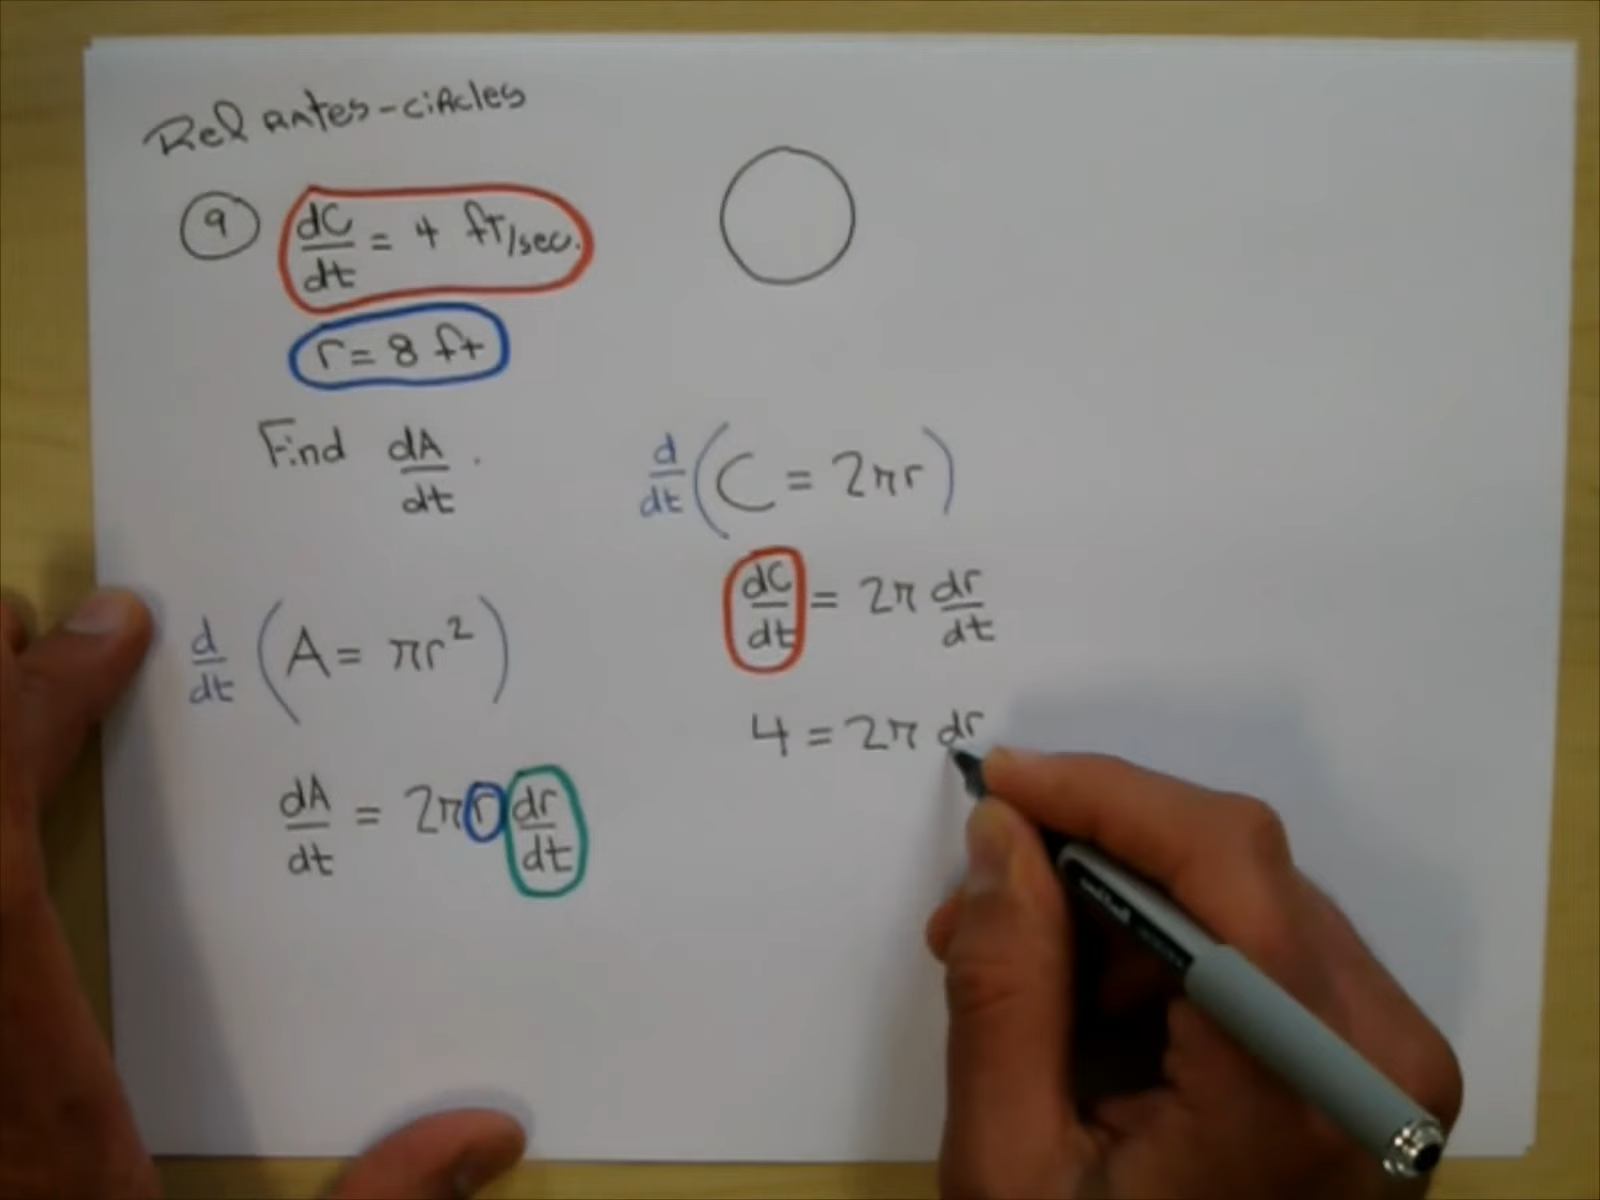 Rel Rates - circles
9 dC/dt = 4 ft/sec.
r = 8 ft
Find dA/dt.
d/dt (C = 2πr)
dC/dt = 2π dr/dt
4 = 2π dr
d/dt (A = πr²)
dA/dt = 2πr dr/dt